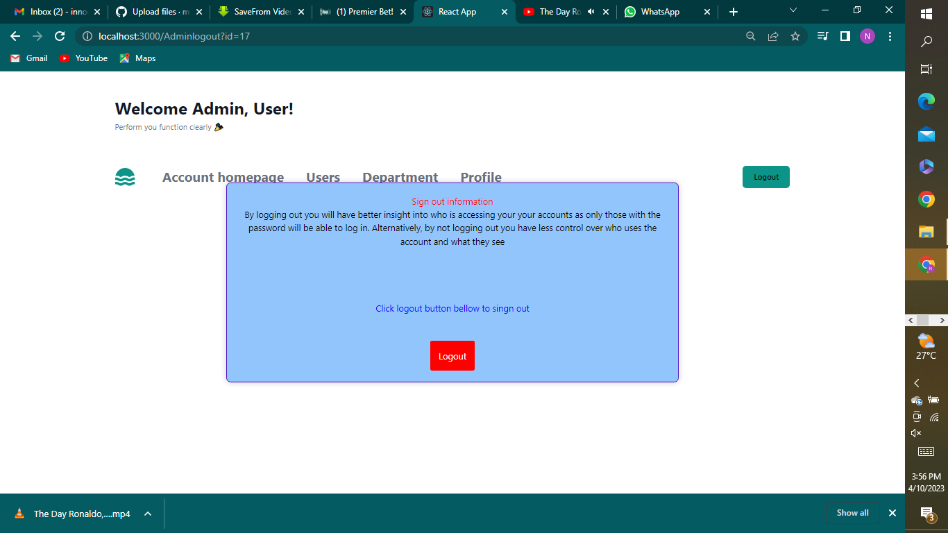 Inbox (2) - inno
Upload files · m
SaveFrom Vide
(1) Premier Bet
React App
The Day Ro
WhatsApp
localhost:3000/Adminlogout?id=17
N
Gmail
YouTube
Maps
Welcome Admin, User!
Perform you function clearly
Account homepage
Users
Department
Profile
Logout
Sign out information
By logging out you will have better insight into who is accessing your your accounts as only those with the
password will be able to log in. Alternatively, by not logging out you have less control over who uses the
account and what they see
Click logout button bellow to singn out
Logout
The Day Ronaldo,....mp4
Show all
27°C
3:56 PM
4/10/2023
3